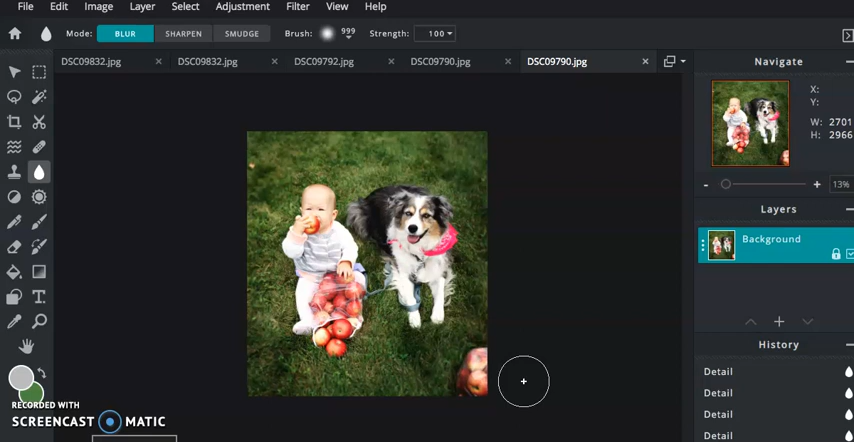 File Edit Image Layer Select Adjustment Filter View Help
Mode: BLUR SHARPEN SMUDGE Brush: 999 Strength: 100
DSC09832.jpg × DSC09832.jpg × DSC09792.jpg × DSC09790.jpg × DSC09790.jpg ×
Navigate
X:
Y:
W: 2701
H: 2966
- + 13%
Layers
Background
History
Detail
Detail
Detail
Detail
T
RECORDED WITH
SCREENCAST MATIC